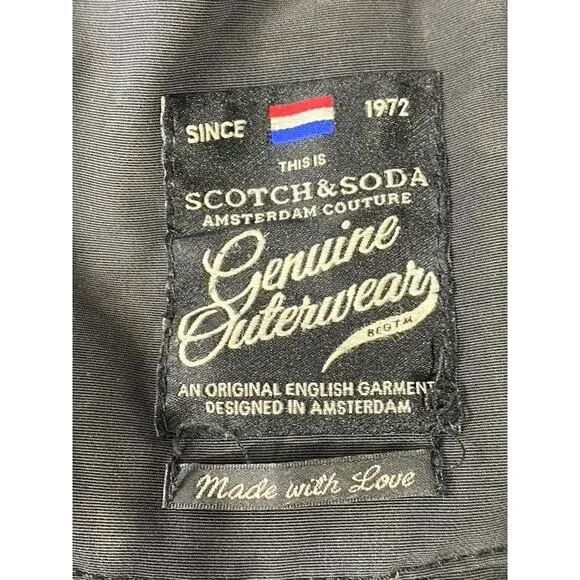 SINCE 1972
THIS IS
SCOTCH&SODA
AMSTERDAM COUTURE
Genuine
Outerwear
REG T.M.
AN ORIGINAL ENGLISH GARMENT
DESIGNED IN AMSTERDAM
Made with Love